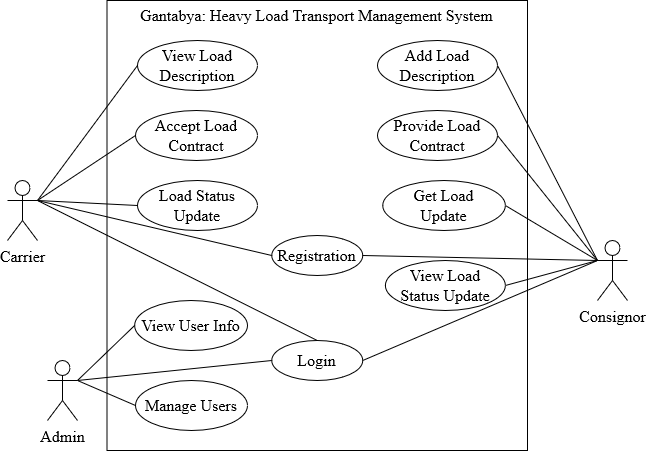 Gantabya: Heavy Load Transport Management System
View Load
Description
Add Load
Description
Accept Load
Contract
Provide Load
Contract
Load Status
Update
Get Load
Update
Carrier
Registration
View Load
Status Update
Consignor
View User Info
Login
Manage Users
Admin